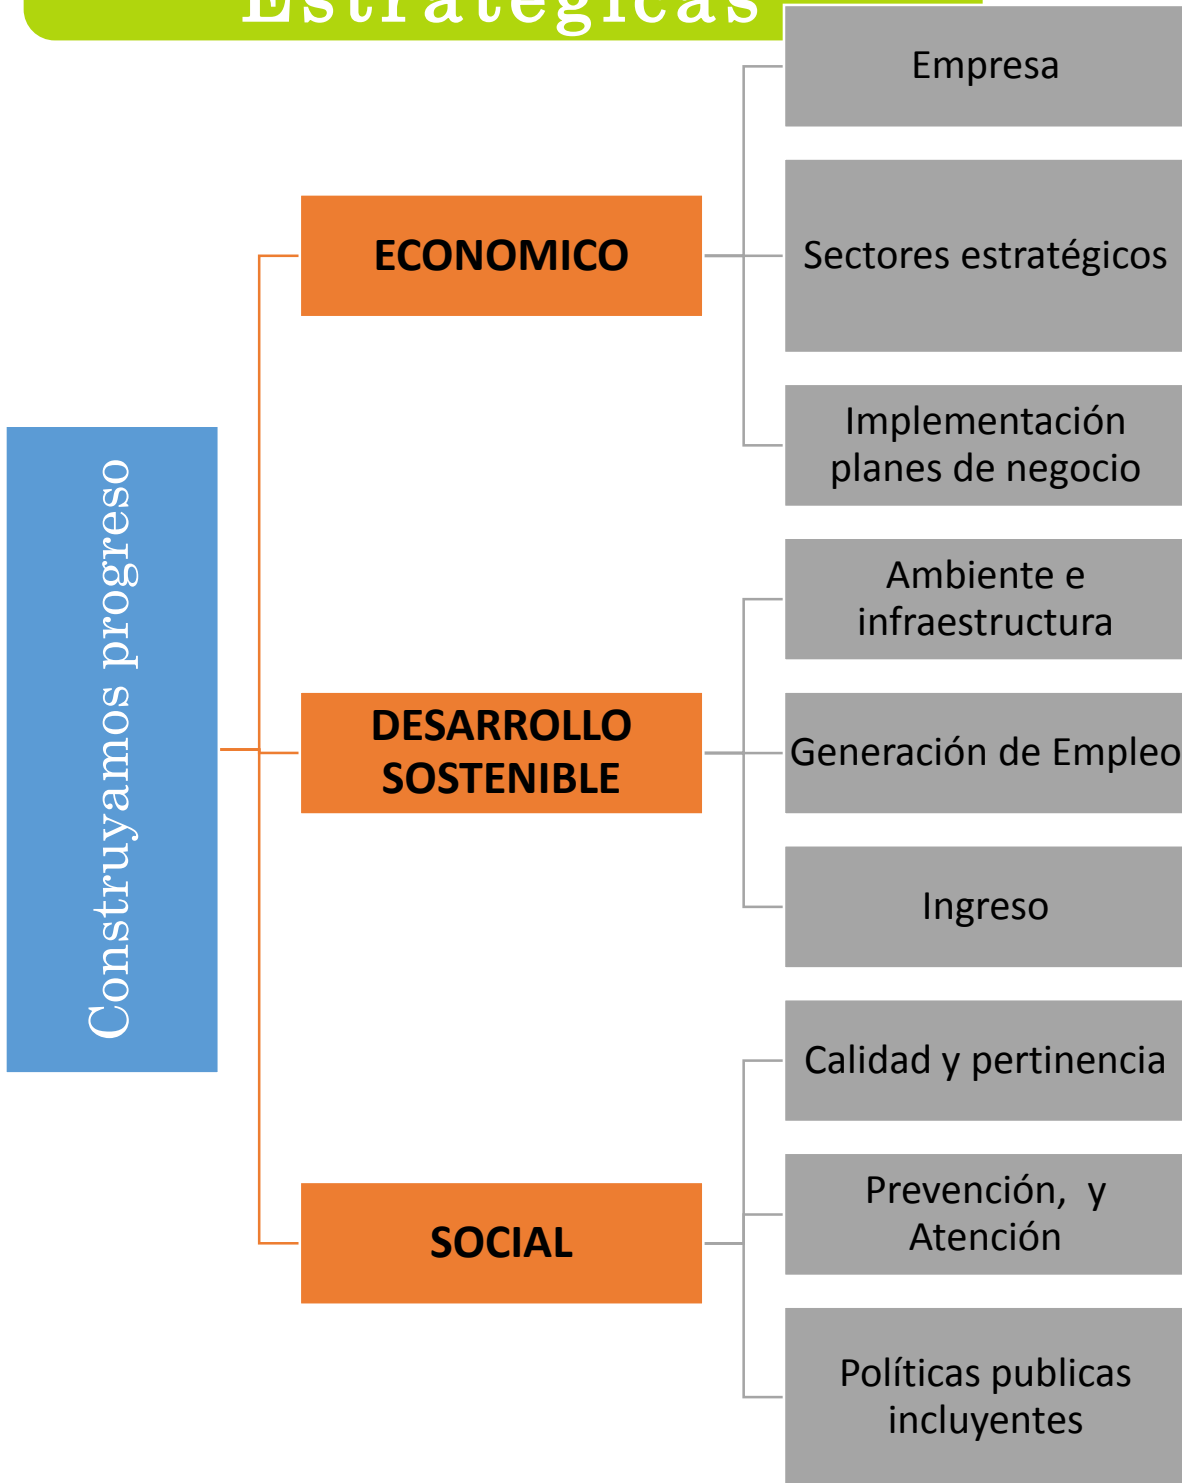 Estratégicas
Construyamos progreso
ECONOMICO
Empresa
Sectores estratégicos
Implementación
planes de negocio
DESARROLLO
SOSTENIBLE
Ambiente e
infraestructura
Generación de Empleo
Ingreso
SOCIAL
Calidad y pertinencia
Prevención,  y
Atención
Políticas publicas
incluyentes